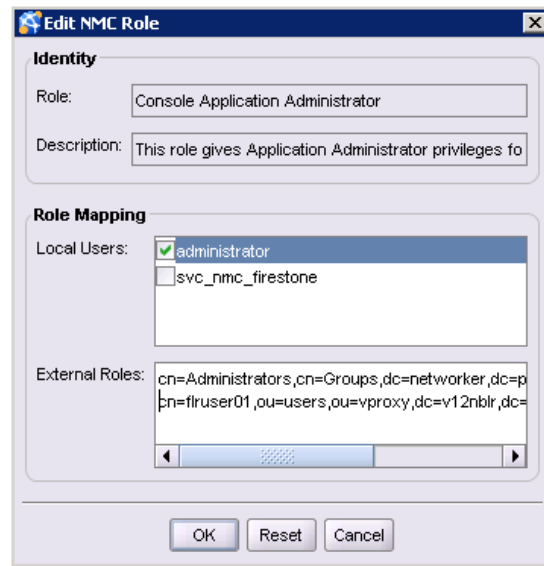 Edit NMC Role
Identity
Role: Console Application Administrator
Description: This role gives Application Administrator privileges fo
Role Mapping
Local Users: administrator
svc_nmc_firestone
External Roles: cn=Administrators,cn=Groups,dc=networker,dc=p
cn=flruser01,ou=users,ou=vproxy,dc=v12nblr,dc=
OK Reset Cancel